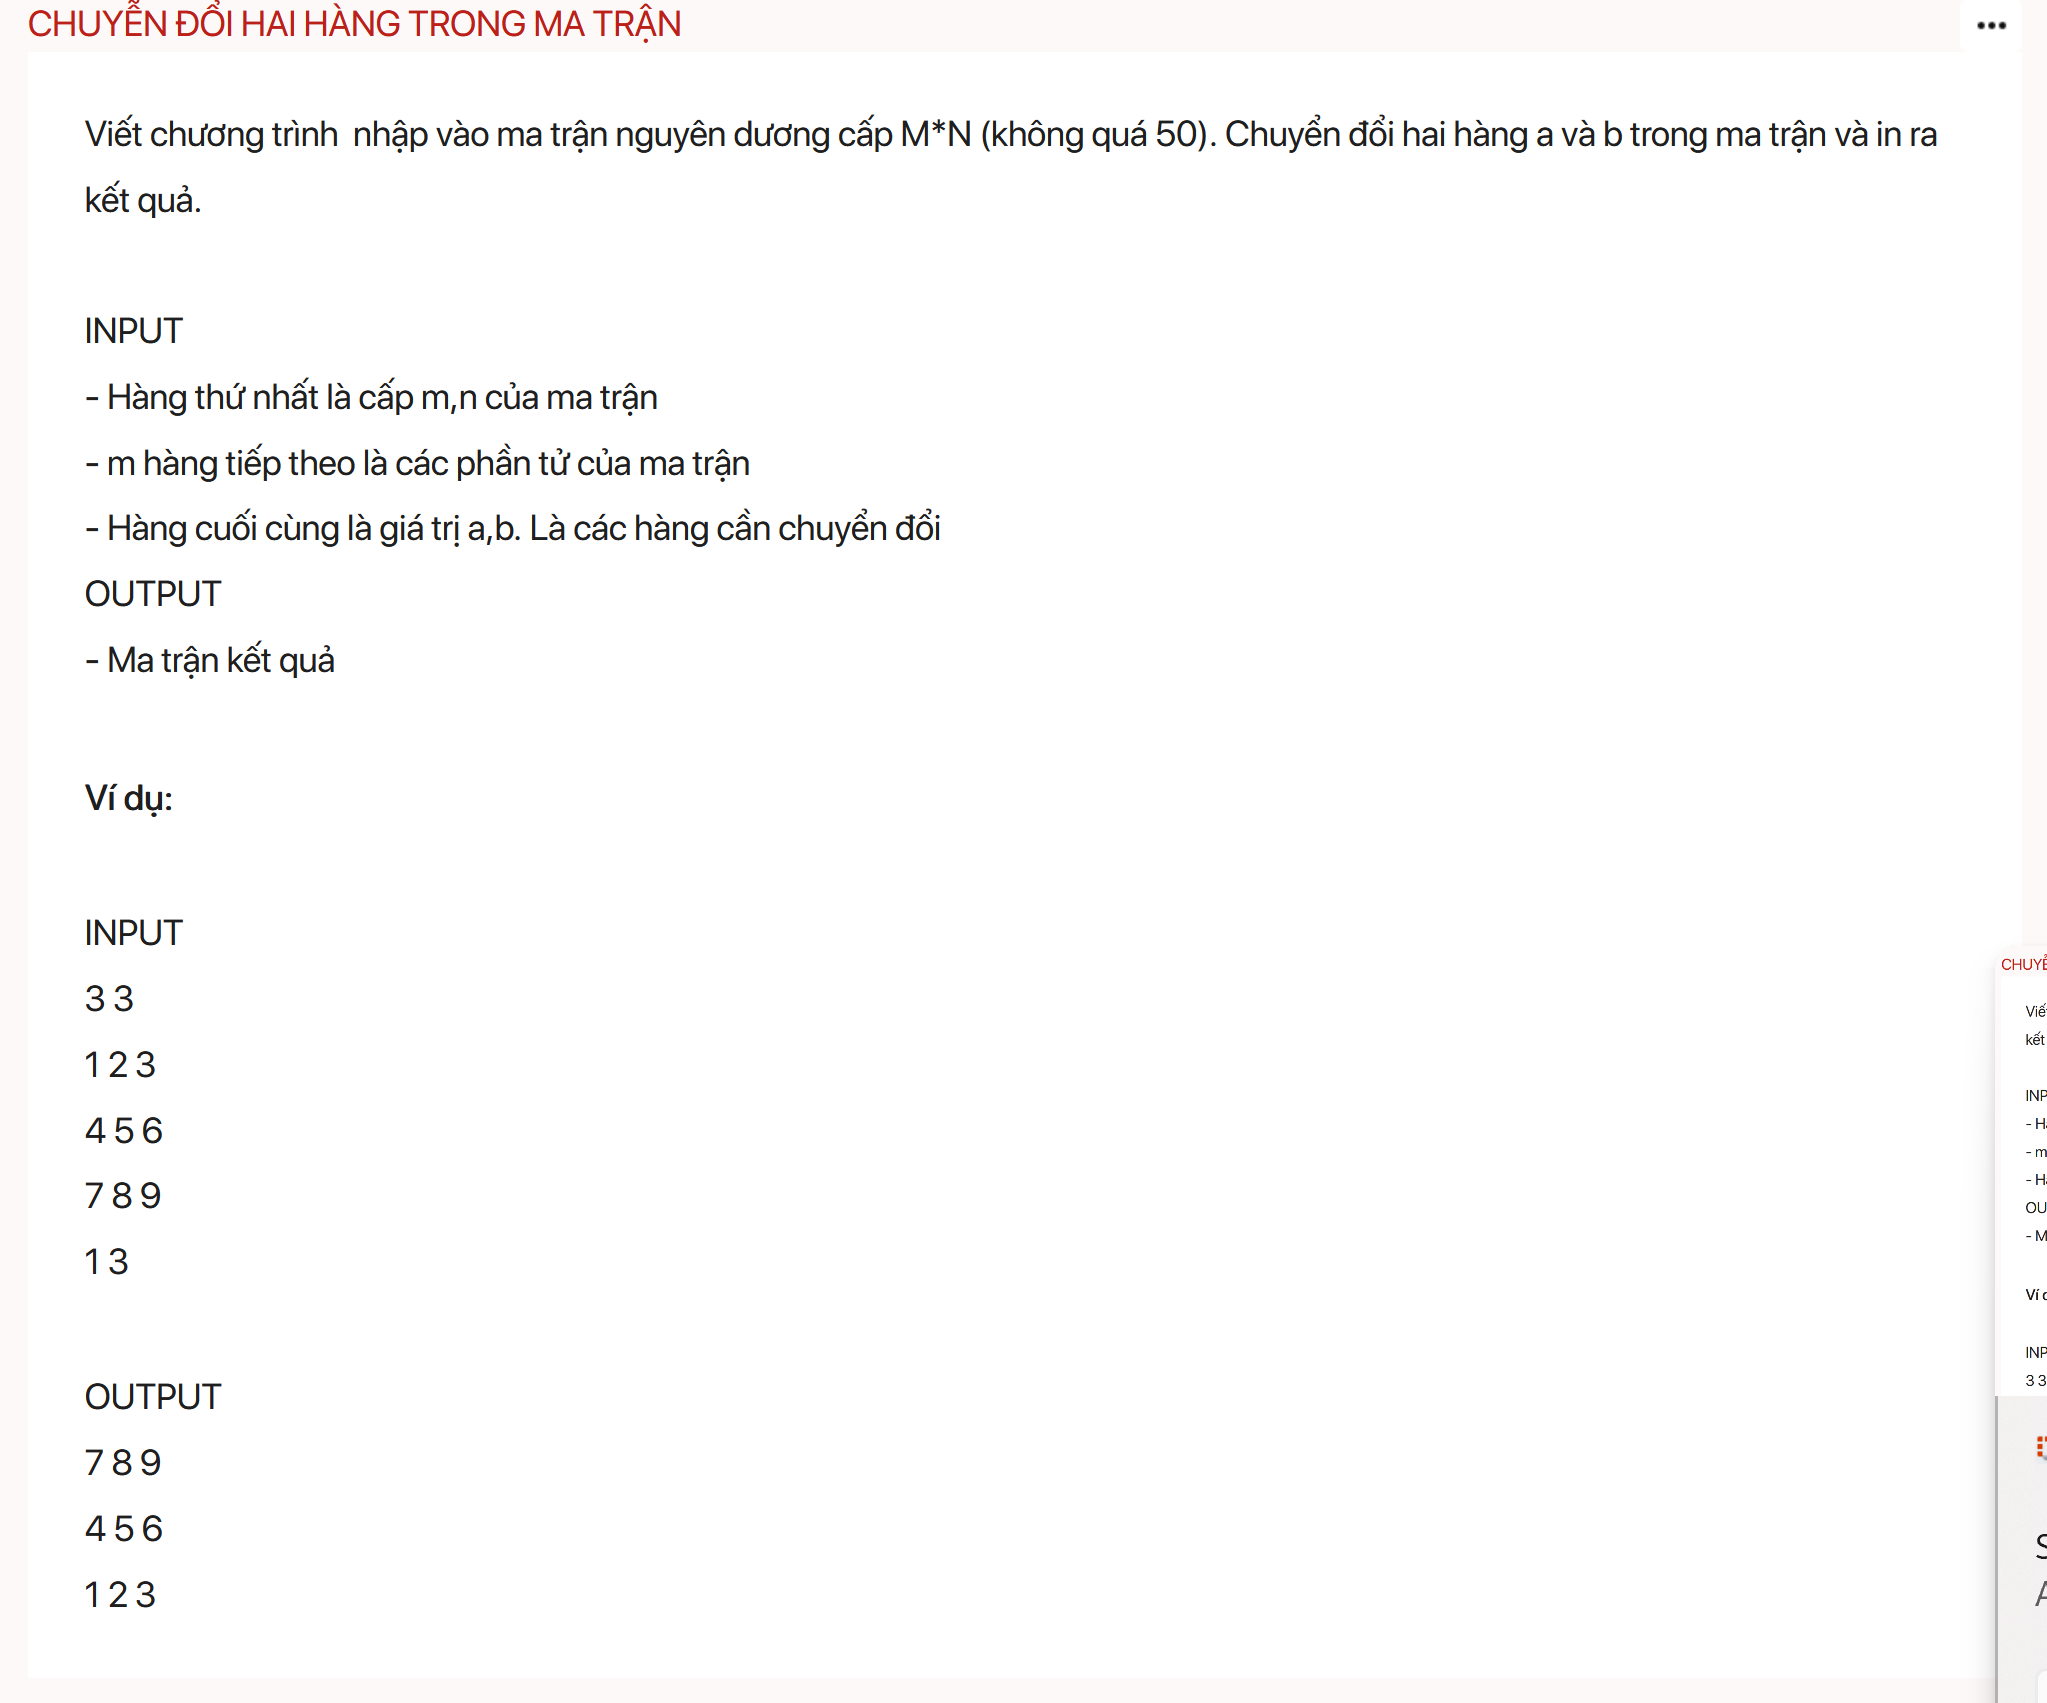 CHUYỄN ĐỔI HAI HÀNG TRONG MA TRẬN
Viết chương trình  nhập vào ma trận nguyên dương cấp M*N (không quá 50). Chuyển đổi hai hàng a và b trong ma trận và in ra
kết quả.
INPUT
- Hàng thứ nhất là cấp m,n của ma trận
- m hàng tiếp theo là các phần tử của ma trận
- Hàng cuối cùng là giá trị a,b. Là các hàng cần chuyển đổi
OUTPUT
- Ma trận kết quả
Ví dụ:
INPUT
3 3
1 2 3
4 5 6
7 8 9
1 3
OUTPUT
7 8 9
4 5 6
1 2 3
kết
3 3